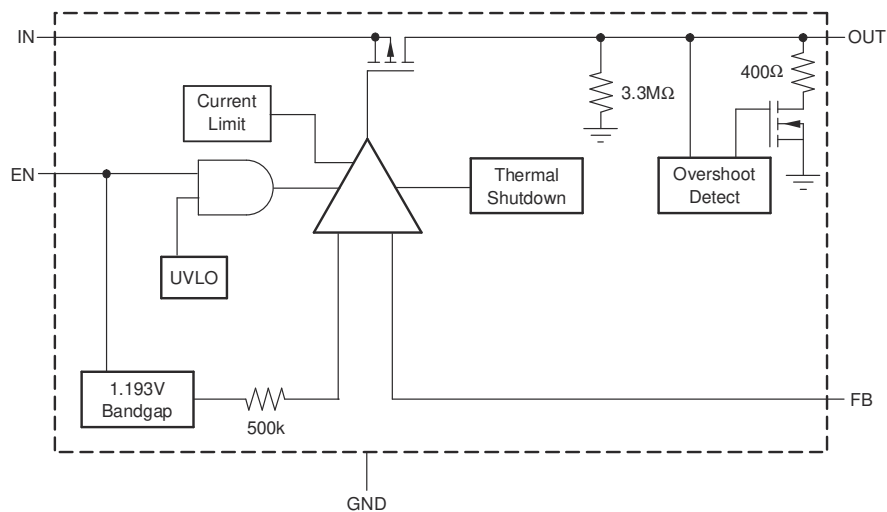 IN
OUT
400Ω
3.3MΩ
Current
Limit
EN
Thermal
Shutdown
Overshoot
Detect
UVLO
1.193V
Bandgap
500k
FB
GND